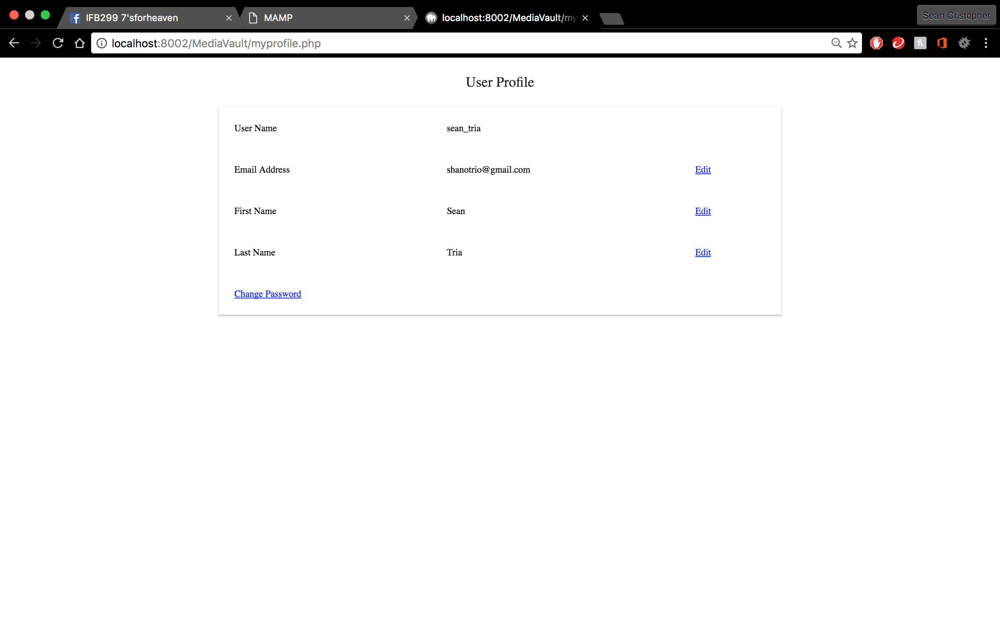 IFB299 7'sforheaven
MAMP
localhost:8002/MediaVault/my
Sean Cristopher
localhost:8002/MediaVault/myprofile.php
User Profile
User Name sean_tria
Email Address shanotrio@gmail.com Edit
First Name Sean Edit
Last Name Tria Edit
Change Password